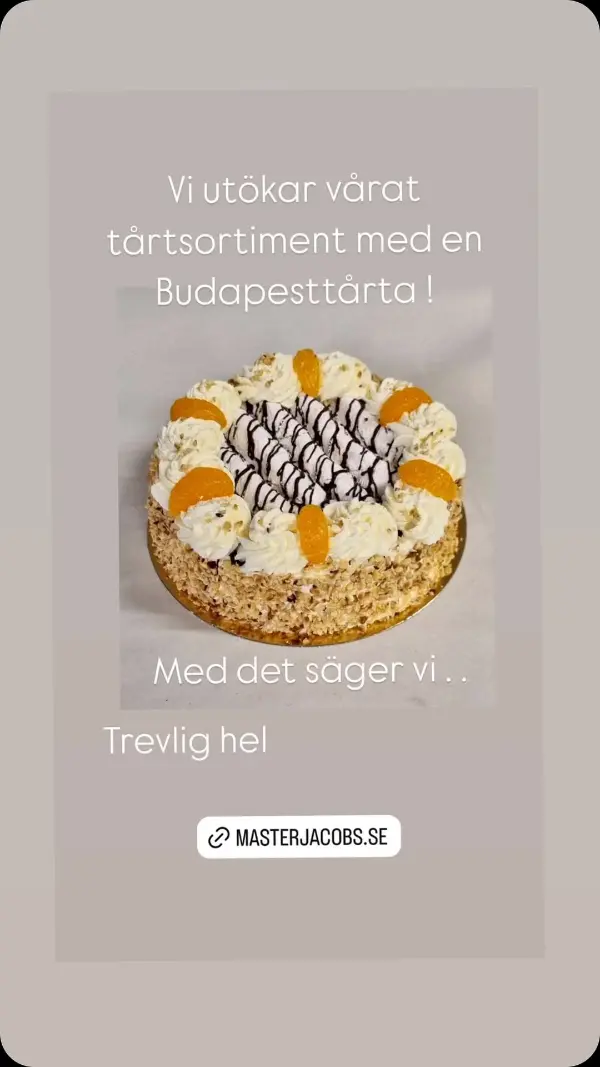 Vi utökar vårat
tårtsortiment med en
Budapesttårta !
Med det säger vi . .
Trevlig hel
MASTERJACOBS.SE